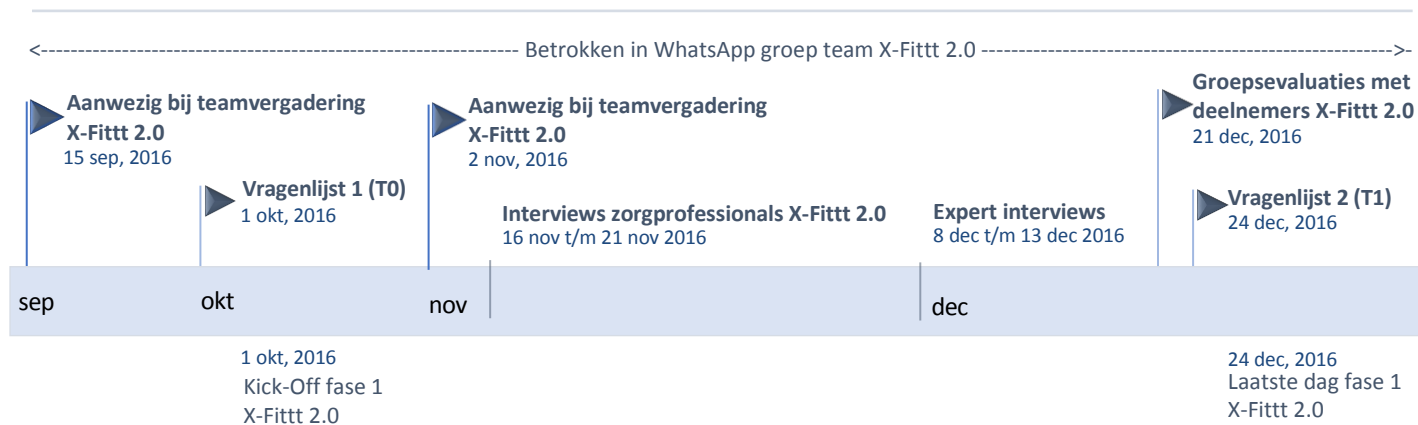 <--------------------------------------------------------------- Betrokken in WhatsApp groep team X-Fittt 2.0 ------------------------------------------------------->-
Aanwezig bij teamvergadering
X-Fittt 2.0
15 sep, 2016
Vragenlijst 1 (T0)
1 okt, 2016
Aanwezig bij teamvergadering
X-Fittt 2.0
2 nov, 2016
Interviews zorgprofessionals X-Fittt 2.0
16 nov t/m 21 nov 2016
Expert interviews
8 dec t/m 13 dec 2016
Groepsevaluaties met
deelnemers X-Fittt 2.0
21 dec, 2016
Vragenlijst 2 (T1)
24 dec, 2016
sep
okt
nov
dec
1 okt, 2016
Kick-Off fase 1
X-Fittt 2.0
24 dec, 2016
Laatste dag fase 1
X-Fittt 2.0